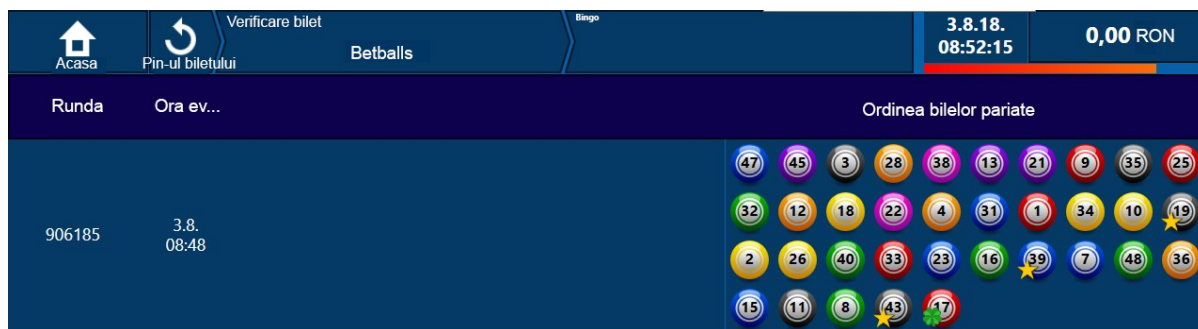 Acasa
Pin-ul biletului
Verificare bilet
Betballs
Bingo
3.8.18.
08:52:15
0,00 RON
Runda
Ora ev...
Ordinea bilelor pariate
906185
3.8.
08:48
47 45 3 28 38 13 21 9 35 25
32 12 18 22 4 31 1 34 10 19
2 26 40 33 23 16 39 7 48 36
15 11 8 43 17